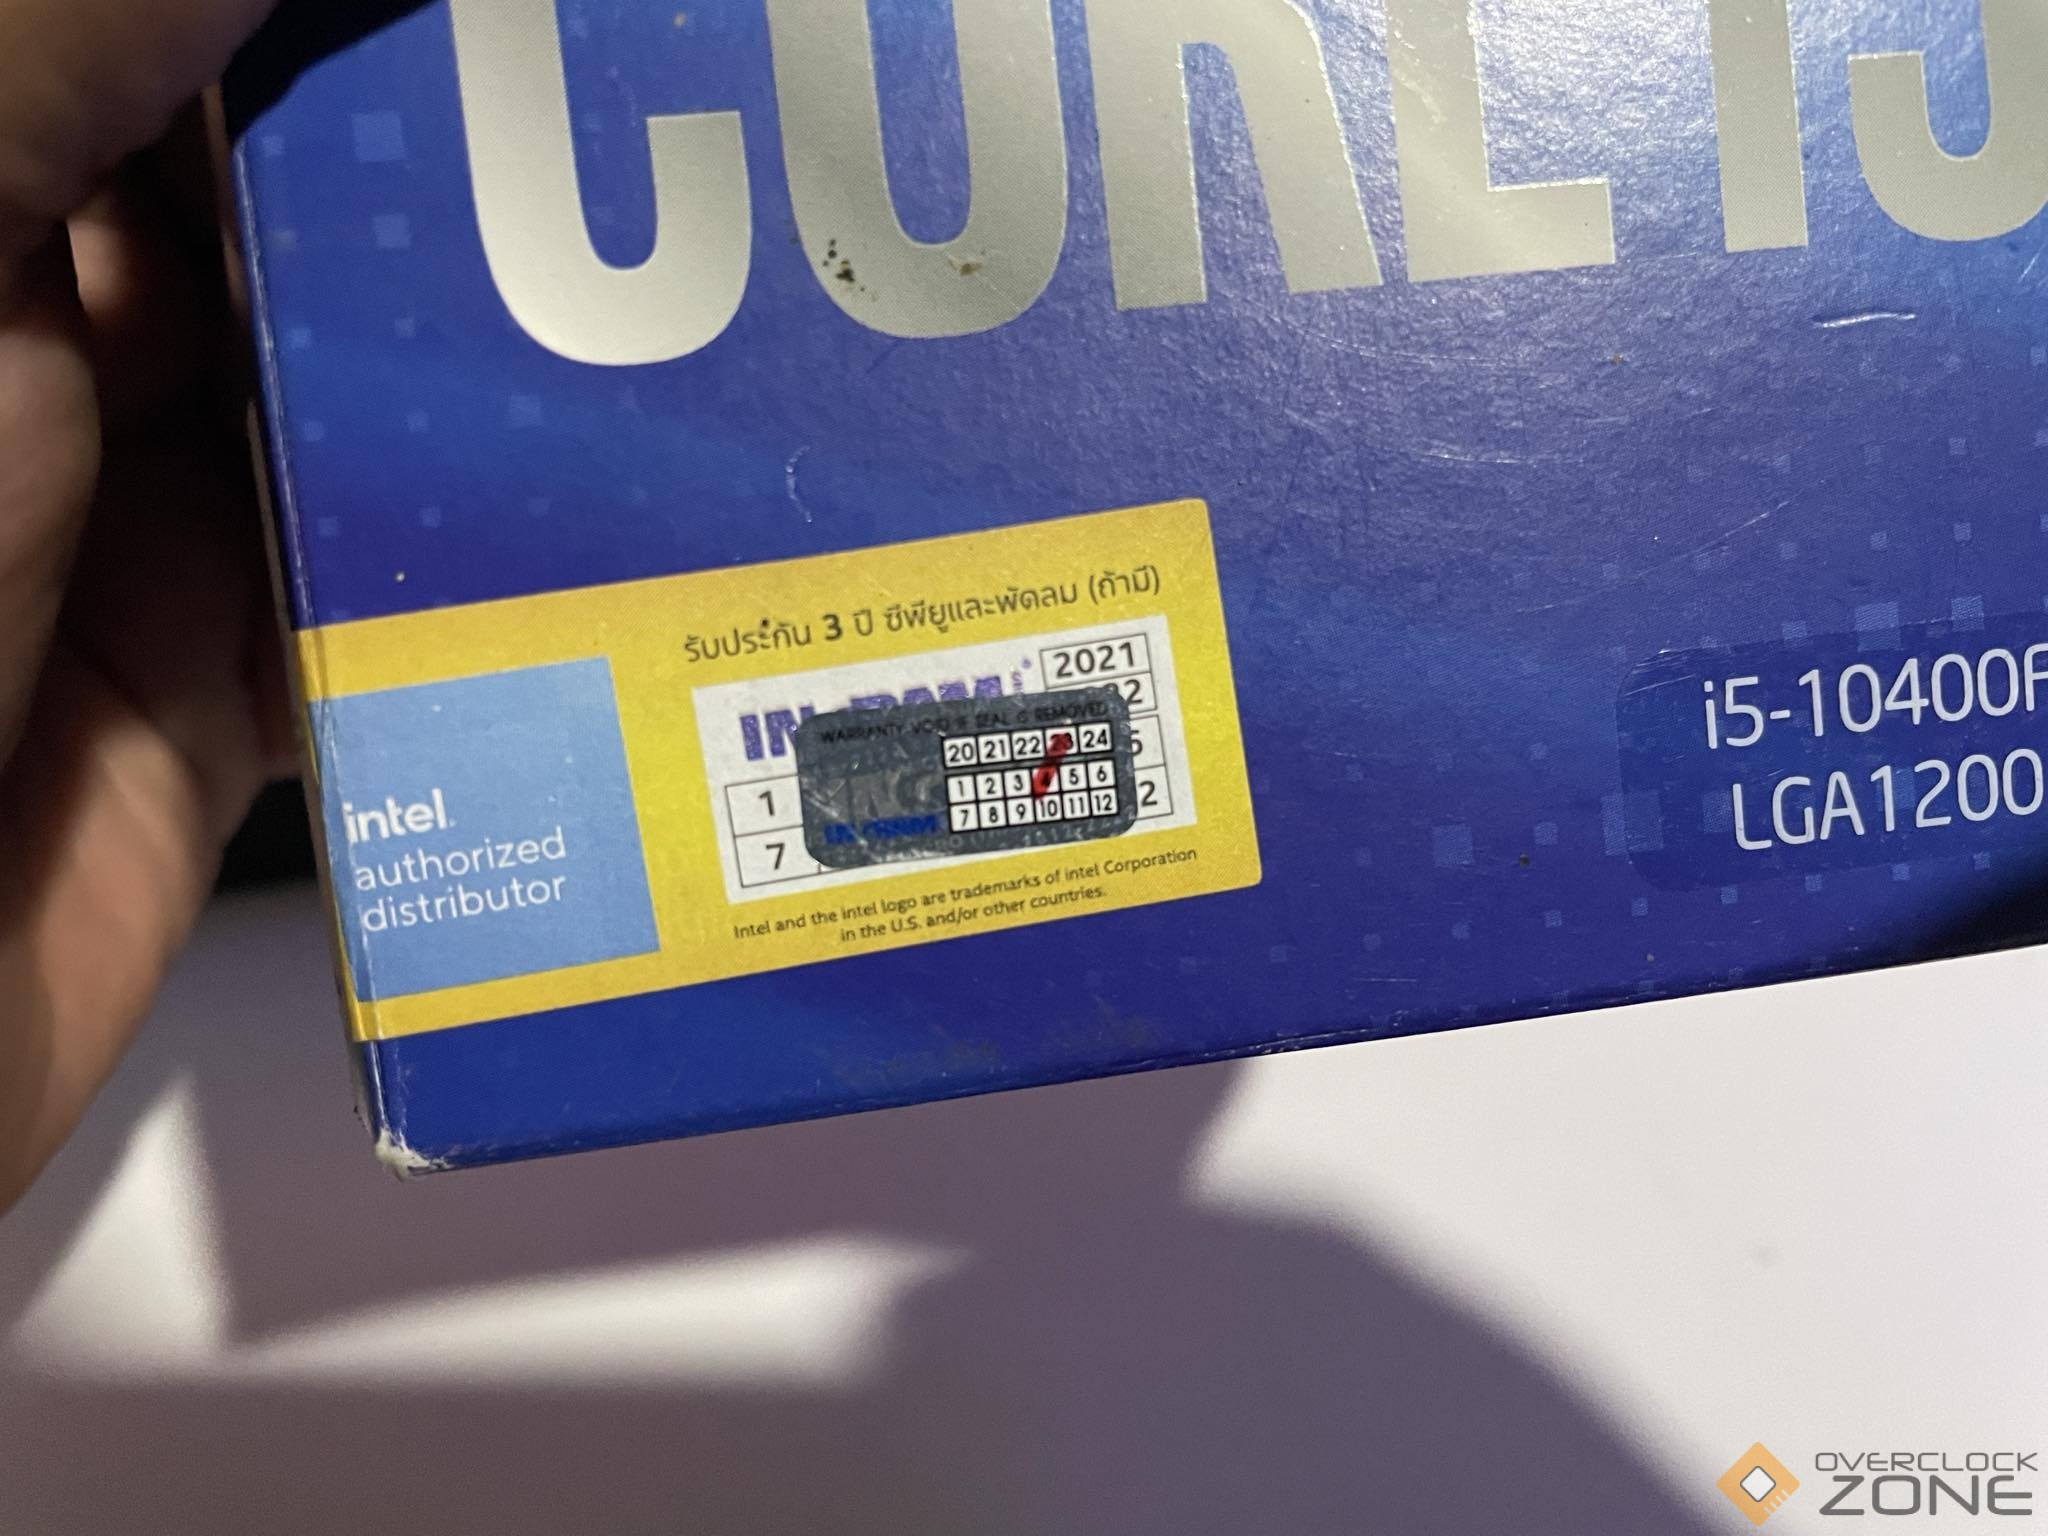 CORE i5
รับประกัน 3 ปี ซีพียูและพัดลม (ถ้ามี)
2021
WARRANTY VOID IF SEAL IS REMOVED
20 21 22 23 24
1 2 3 4 5 6
7 8 9 10 11 12
1
7
intel.
authorized
distributor
Intel and the intel logo are trademarks of intel Corporation
in the U.S. and/or other countries.
i5-10400F
LGA1200
OVERCLOCK
ZONE